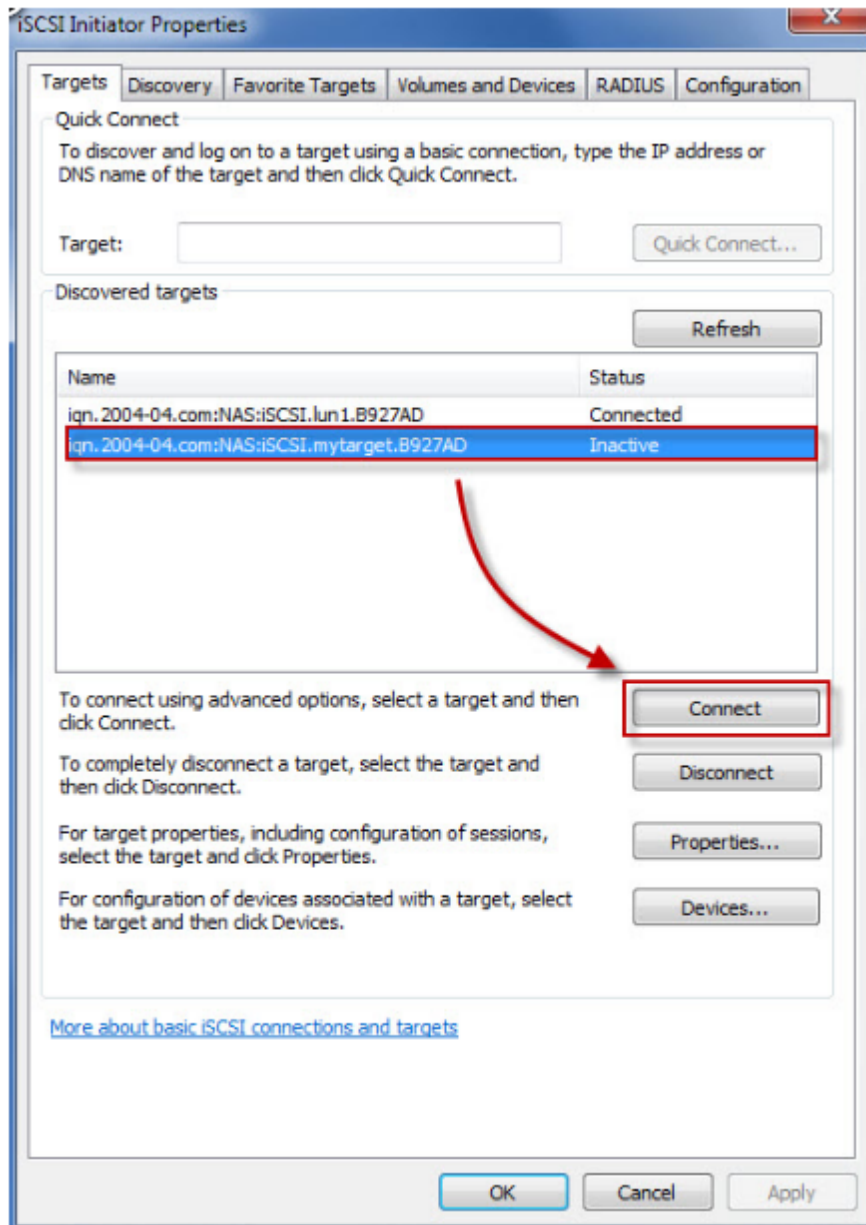 iSCSI Initiator Properties
x
Targets Discovery Favorite Targets Volumes and Devices RADIUS Configuration
Quick Connect
To discover and log on to a target using a basic connection, type the IP address or
DNS name of the target and then click Quick Connect.
Target: Quick Connect...
Discovered targets
Refresh
Name Status
iqn.2004-04.com:NAS:iSCSI.lun1.B927AD Connected
iqn.2004-04.com:NAS:iSCSI.mytarget.B927AD Inactive
To connect using advanced options, select a target and then
click Connect.
Connect
To completely disconnect a target, select the target and
then click Disconnect.
Disconnect
For target properties, including configuration of sessions,
select the target and click Properties.
Properties...
For configuration of devices associated with a target, select
the target and then click Devices.
Devices...
More about basic iSCSI connections and targets
OK Cancel Apply